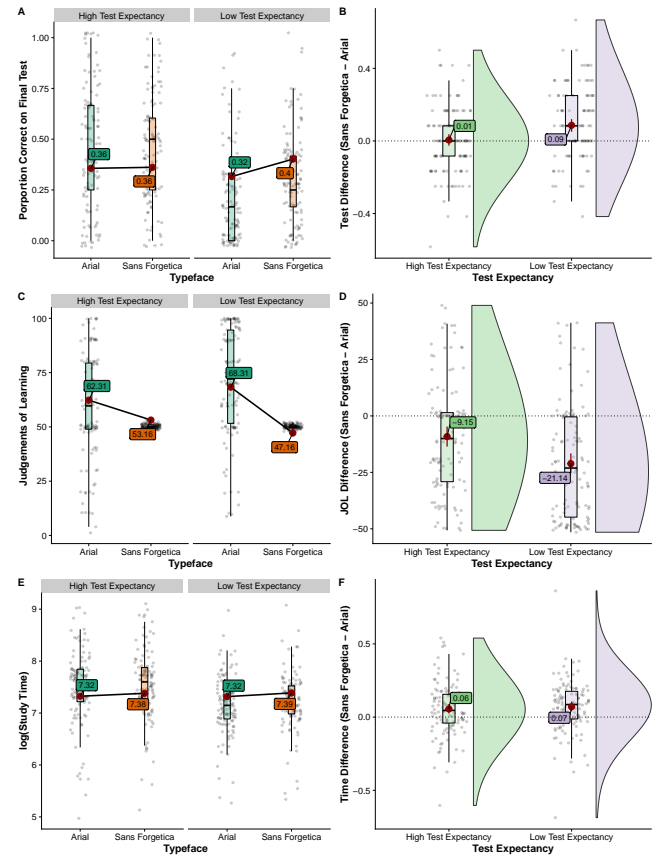 A
High Test Expectancy
Low Test Expectancy
Porportion Correct on Final Test
1.00
0.75
0.50
0.25
0.00
0.36
0.36
0.32
0.4
Arial
Sans Forgetica
Arial
Sans Forgetica
Typeface
B
Test Difference (Sans Forgetica − Arial)
0.4
0.0
−0.4
0.01
0.09
High Test Expectancy
Low Test Expectancy
Test Expectancy
C
High Test Expectancy
Low Test Expectancy
Judgements of Learning
100
75
50
25
0
62.31
53.16
68.31
47.16
Arial
Sans Forgetica
Arial
Sans Forgetica
Typeface
D
JOL Difference (Sans Forgetica − Arial)
50
25
0
−25
−50
−9.15
−21.14
High Test Expectancy
Low Test Expectancy
Test Expectancy
E
High Test Expectancy
Low Test Expectancy
log(Study Time)
9
8
7
6
5
7.32
7.38
7.32
7.39
Arial
Sans Forgetica
Arial
Sans Forgetica
Typeface
F
Time Difference (Sans Forgetica − Arial)
0.5
0.0
−0.5
0.06
0.07
High Test Expectancy
Low Test Expectancy
Test Expectancy